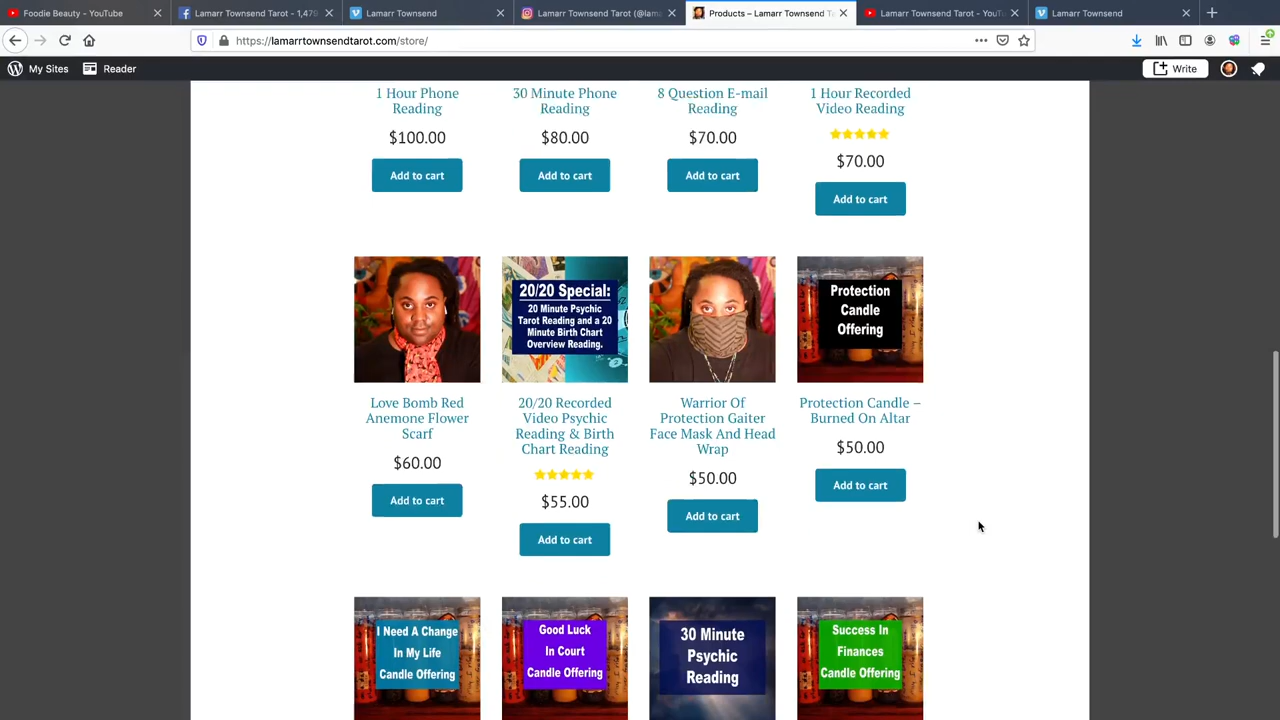 Foodie Beauty - YouTube
Lamarr Townsend Tarot - 1,479
Lamarr Townsend
Lamarr Townsend Tarot (@lama
Products – Lamarr Townsend T
Lamarr Townsend Tarot - YouT
Lamarr Townsend
https://lamarrtownsendtarot.com/store/
My Sites
Reader
Write
1 Hour Phone
Reading
$100.00
Add to cart
30 Minute Phone
Reading
$80.00
Add to cart
8 Question E-mail
Reading
$70.00
Add to cart
1 Hour Recorded
Video Reading
$70.00
Add to cart
Love Bomb Red
Anemone Flower
Scarf
$60.00
Add to cart
20/20 Special:
20 Minute Psychic
Tarot Reading and a 20
Minute Birth Chart
Overview Reading.
20/20 Recorded
Video Psychic
Reading & Birth
Chart Reading
$55.00
Add to cart
Warrior Of
Protection Gaiter
Face Mask And Head
Wrap
$50.00
Add to cart
Protection
Candle
Offering
Protection Candle –
Burned On Altar
$50.00
Add to cart
I Need A Change
In My Life
Candle Offering
Good Luck
In Court
Candle Offering
30 Minute
Psychic
Reading
Success In
Finances
Candle Offering